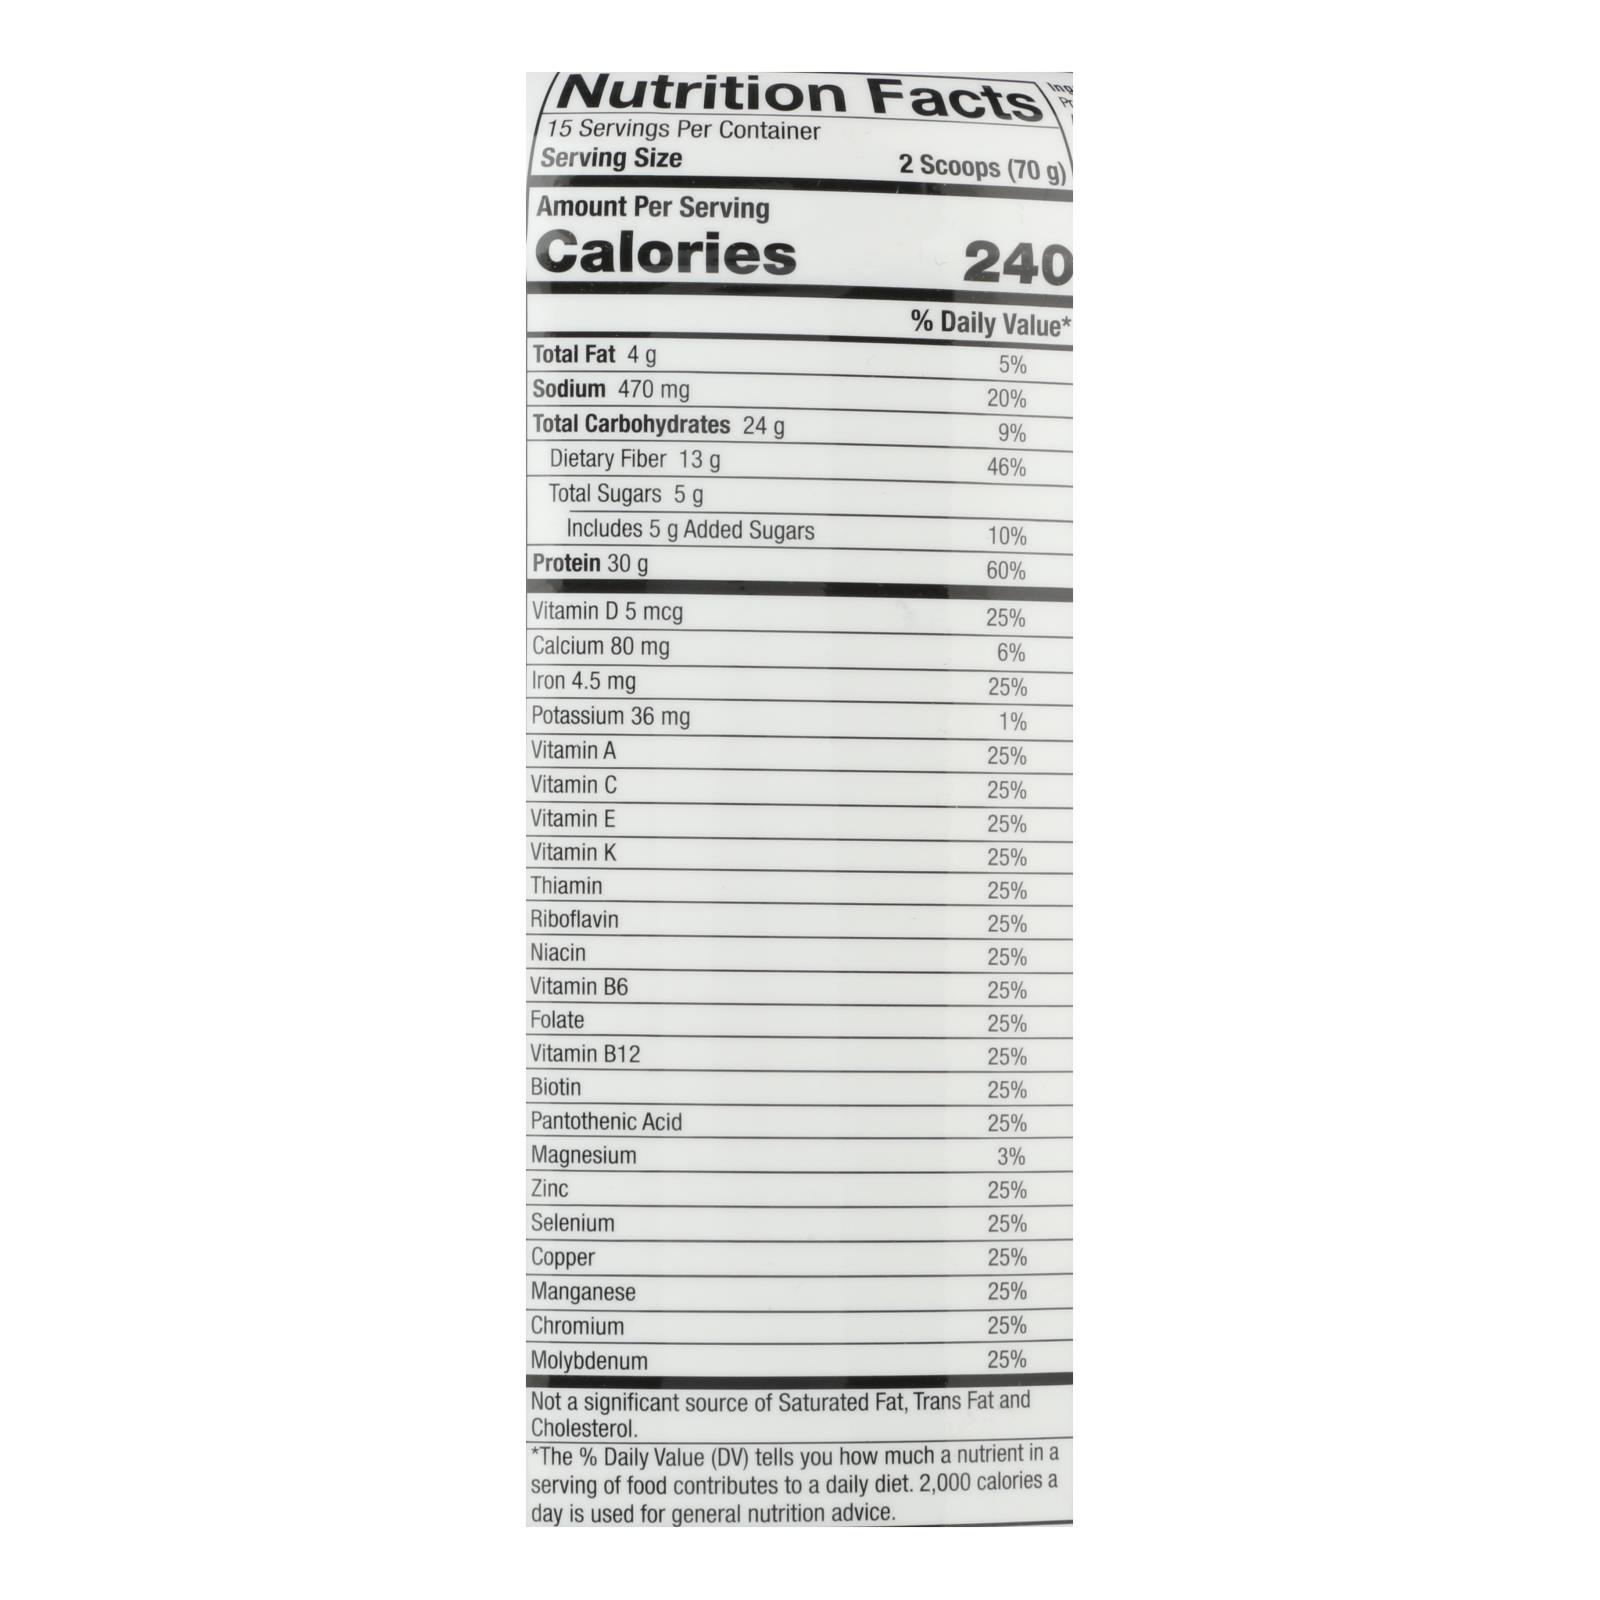 Nutrition Facts
15 Servings Per Container
Serving Size 2 Scoops (70 g)
Amount Per Serving
Calories 240
% Daily Value*
Total Fat 4 g 5%
Sodium 470 mg 20%
Total Carbohydrates 24 g 9%
Dietary Fiber 13 g 46%
Total Sugars 5 g
Includes 5 g Added Sugars 10%
Protein 30 g 60%
Vitamin D 5 mcg 25%
Calcium 80 mg 6%
Iron 4.5 mg 25%
Potassium 36 mg 1%
Vitamin A 25%
Vitamin C 25%
Vitamin E 25%
Vitamin K 25%
Thiamin 25%
Riboflavin 25%
Niacin 25%
Vitamin B6 25%
Folate 25%
Vitamin B12 25%
Biotin 25%
Pantothenic Acid 25%
Magnesium 3%
Zinc 25%
Selenium 25%
Copper 25%
Manganese 25%
Chromium 25%
Molybdenum 25%
Not a significant source of Saturated Fat, Trans Fat and
Cholesterol.
*The % Daily Value (DV) tells you how much a nutrient in a
serving of food contributes to a daily diet. 2,000 calories a
day is used for general nutrition advice.